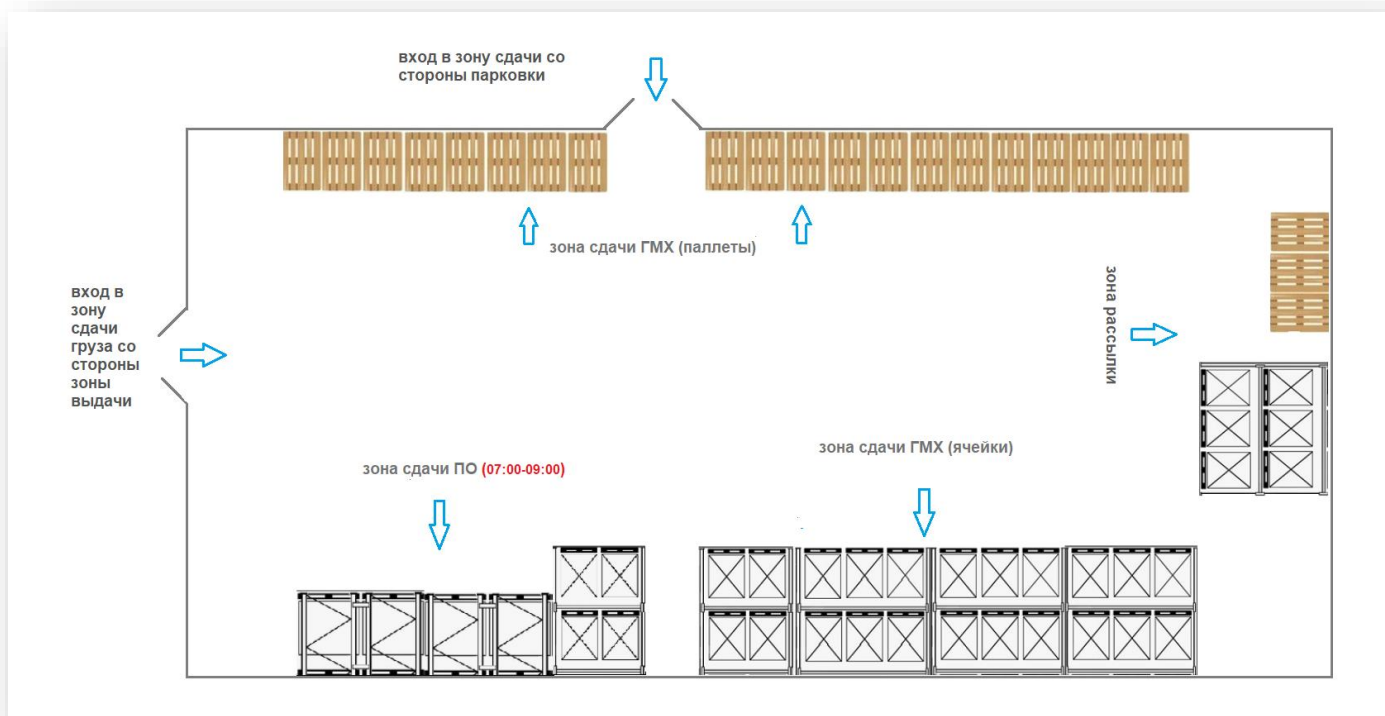 вход в зону сдачи со
стороны парковки
зона сдачи ГМХ (паллеты)
вход в
зону
сдачи
груза со
стороны
зоны
выдачи
зона рассылки
зона сдачи ПО (07:00-09:00)
зона сдачи ГМХ (ячейки)